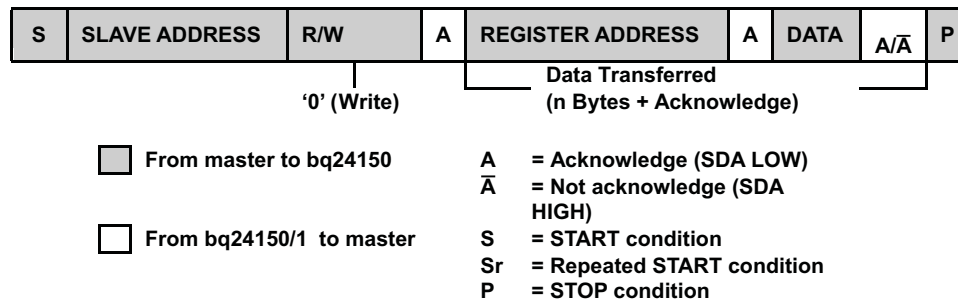 S SLAVE ADDRESS R/W A REGISTER ADDRESS A DATA A/A̅ P
Data Transferred
‘0’ (Write) (n Bytes + Acknowledge)
From master to bq24150 A = Acknowledge (SDA LOW)
A̅ = Not acknowledge (SDA
HIGH)
From bq24150/1 to master S = START condition
Sr = Repeated START condition
P = STOP condition